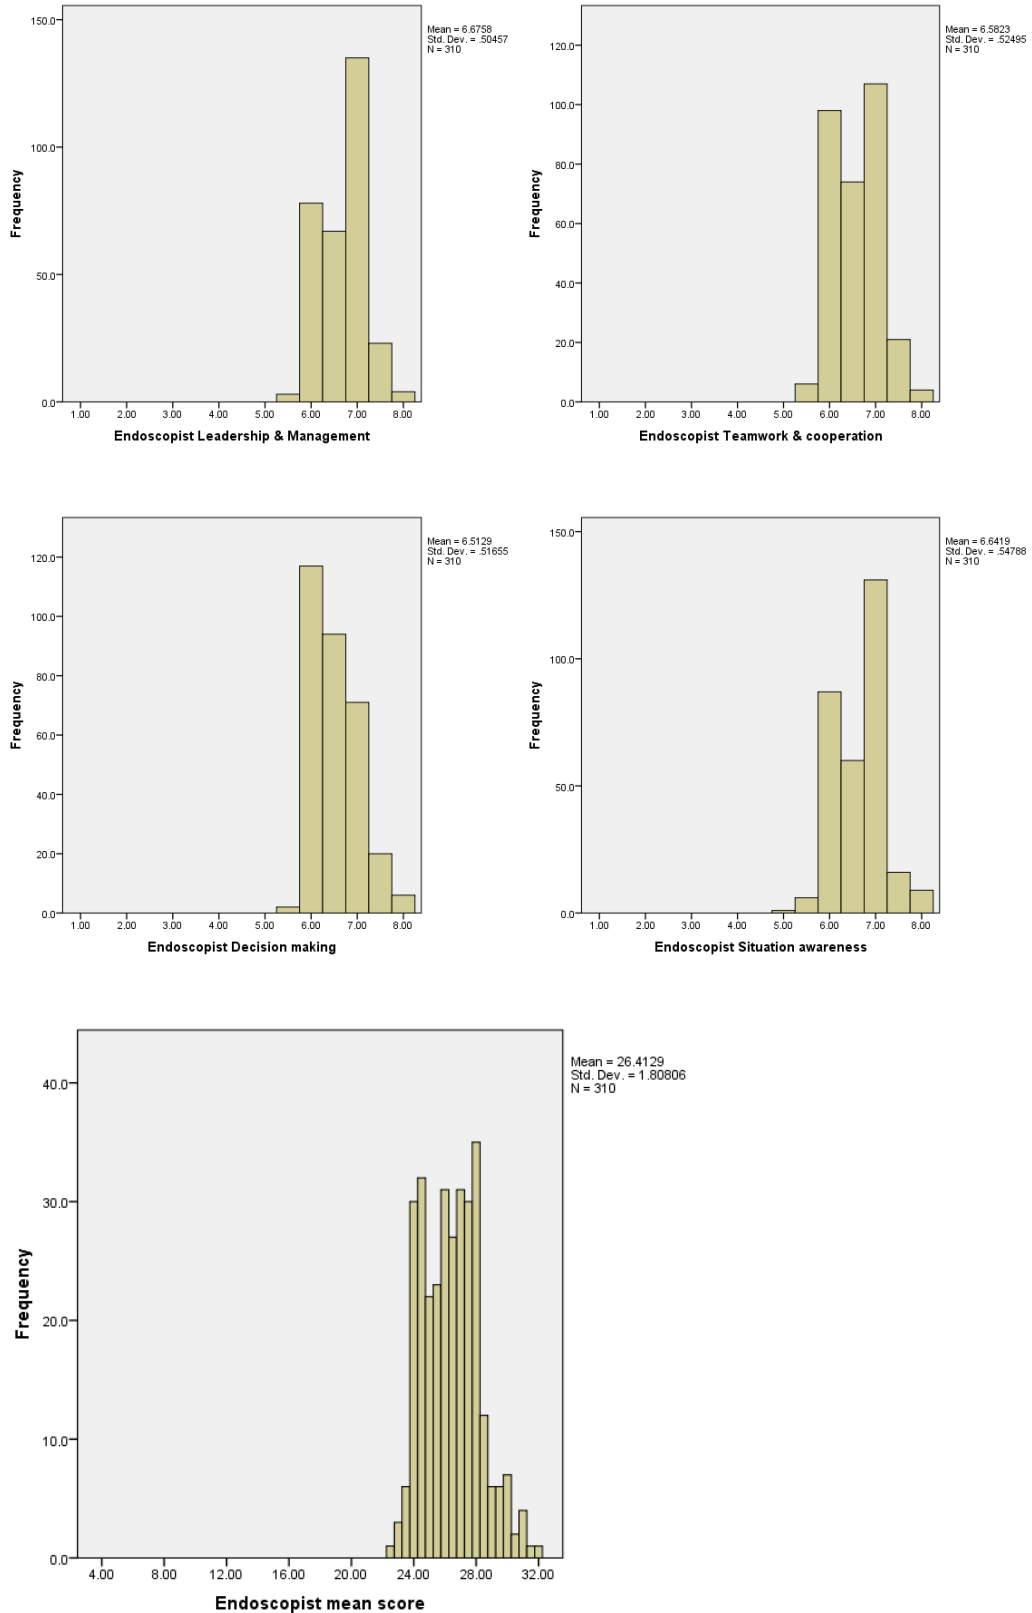 150.0
100.0
50.0
0.0
Frequency
1.00 2.00 3.00 4.00 5.00 6.00 7.00 8.00
Endoscopist Leadership & Management
Mean = 6.6758
Std. Dev. = .50457
N = 310
120.0
100.0
80.0
60.0
40.0
20.0
0.0
Frequency
1.00 2.00 3.00 4.00 5.00 6.00 7.00 8.00
Endoscopist Teamwork & cooperation
Mean = 6.5823
Std. Dev. = .52495
N = 310
120.0
100.0
80.0
60.0
40.0
20.0
0.0
Frequency
1.00 2.00 3.00 4.00 5.00 6.00 7.00 8.00
Endoscopist Decision making
Mean = 6.5129
Std. Dev. = .51655
N = 310
150.0
100.0
50.0
0.0
Frequency
1.00 2.00 3.00 4.00 5.00 6.00 7.00 8.00
Endoscopist Situation awareness
Mean = 6.6419
Std. Dev. = .54788
N = 310
40.0
30.0
20.0
10.0
0.0
Frequency
4.00 8.00 12.00 16.00 20.00 24.00 28.00 32.00
Endoscopist mean score
Mean = 26.4129
Std. Dev. = 1.80806
N = 310